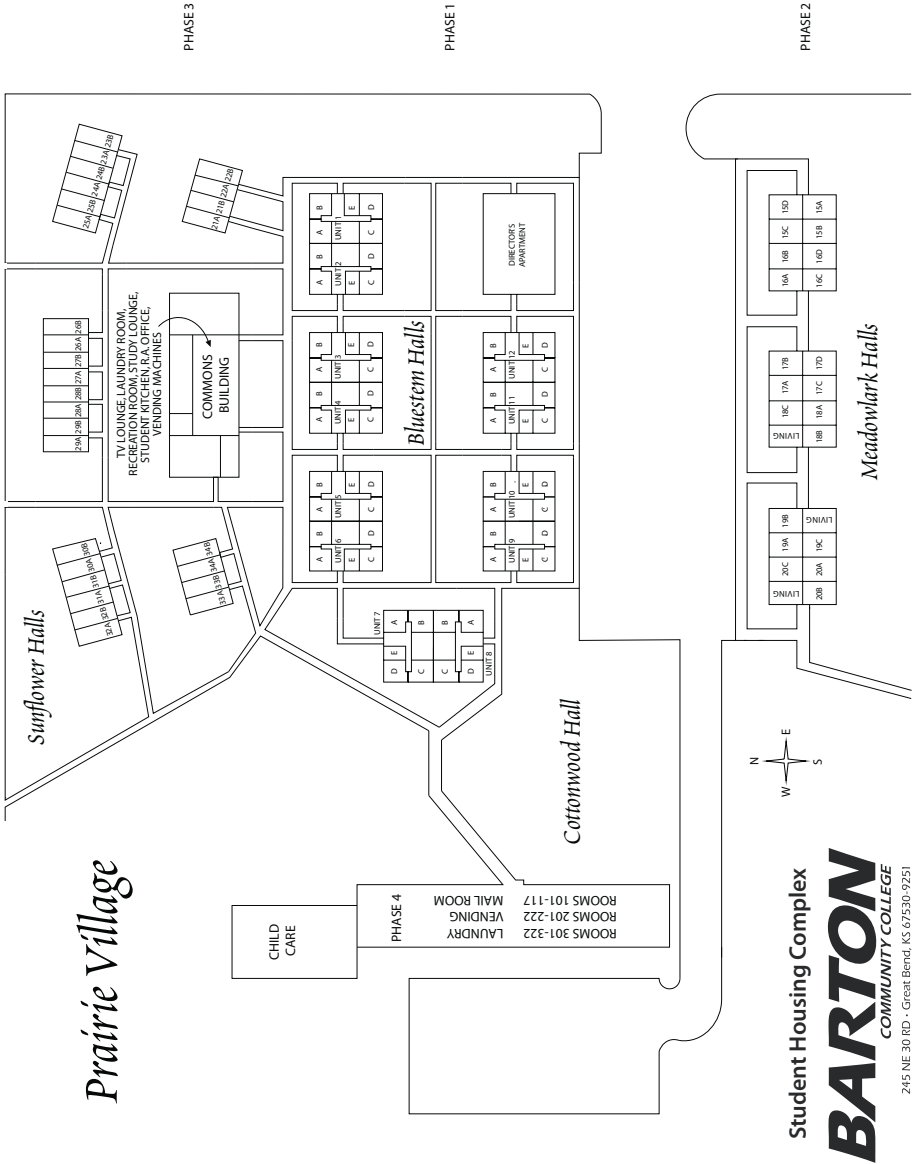 Prairie Village
Sunflower Halls
32A
32B
31A
31B
30A
30B
29A
29B
28A
28B
27A
27B
26A
26B
25A
25B
24A
24B
23A
23B
33A
33B
34A
34B
TV LOUNGE, LAUNDRY ROOM,
RECREATION ROOM, STUDY LOUNGE,
STUDENT KITCHEN, R.A. OFFICE,
VENDING MACHINES
COMMONS
BUILDING
21A
21B
22A
22B
PHASE 3
CHILD
CARE
PHASE 4
LAUNDRY
VENDING
MAIL ROOM
ROOMS 301-322
ROOMS 201-222
ROOMS 101-117
Cottonwood Hall
UNIT 7
D
E
A
C
B
C
B
D
E
A
UNIT 8
A
B
A
B
UNIT 6
UNIT 5
E
E
C
D
C
D
A
B
A
B
UNIT 4
UNIT 3
E
E
C
D
C
D
A
B
A
B
UNIT 2
UNIT 1
E
E
C
D
C
D
Bluestem Halls
A
B
A
B
UNIT 9
UNIT 10
E
E
C
D
C
D
A
B
A
B
UNIT 11
UNIT 12
E
E
C
D
C
D
DIRECTOR'S
APARTMENT
PHASE 1
N
W
E
S
LIVING
20C
19A
19B
20B
20A
19C
LIVING
LIVING
18C
17A
17B
18B
18A
17C
17D
16A
16B
15C
15D
16C
16D
15B
15A
Meadowlark Halls
PHASE 2
Student Housing Complex
BARTON
COMMUNITY COLLEGE
245 NE 30 RD · Great Bend, KS 67530-9251